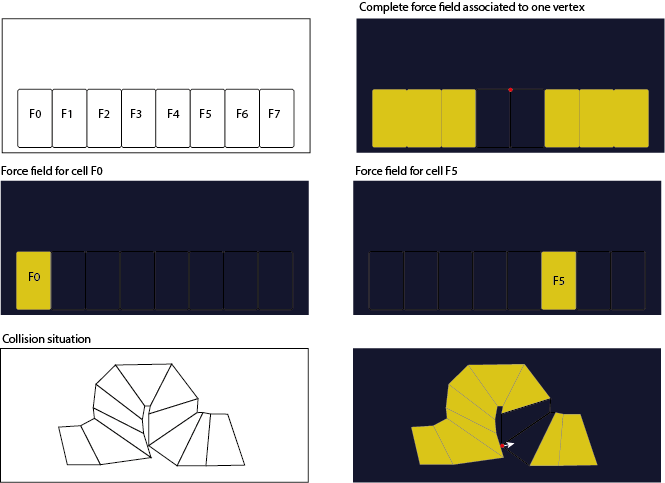 Complete force field associated to one vertex
F0 F1 F2 F3 F4 F5 F6 F7
Force field for cell F0
Force field for cell F5
F0
F5
Collision situation